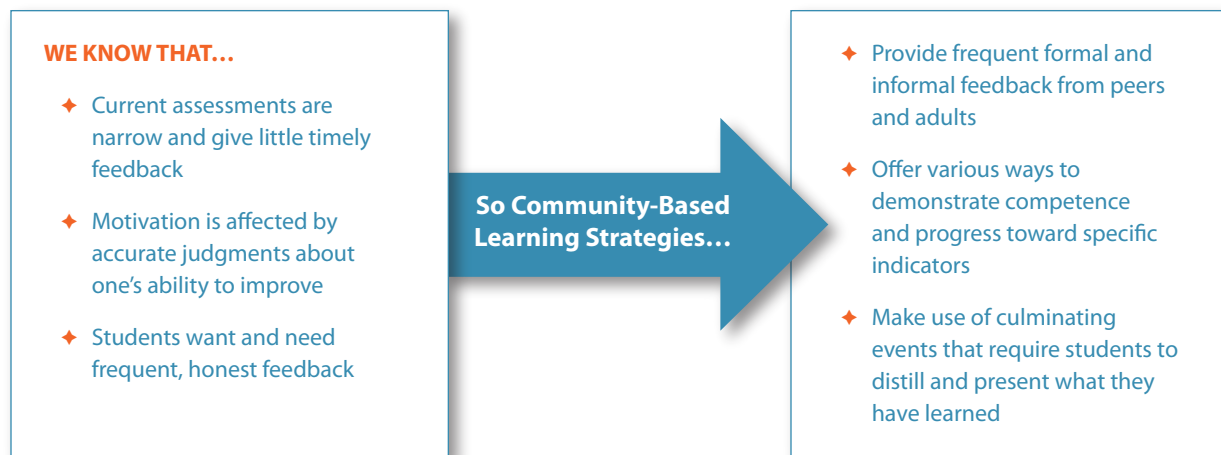 WE KNOW THAT…
Current assessments are
narrow and give little timely
feedback
Motivation is affected by
accurate judgments about
one’s ability to improve
Students want and need
frequent, honest feedback
So Community-Based
Learning Strategies…
Provide frequent formal and
informal feedback from peers
and adults
Offer various ways to
demonstrate competence
and progress toward specific
indicators
Make use of culminating
events that require students to
distill and present what they
have learned